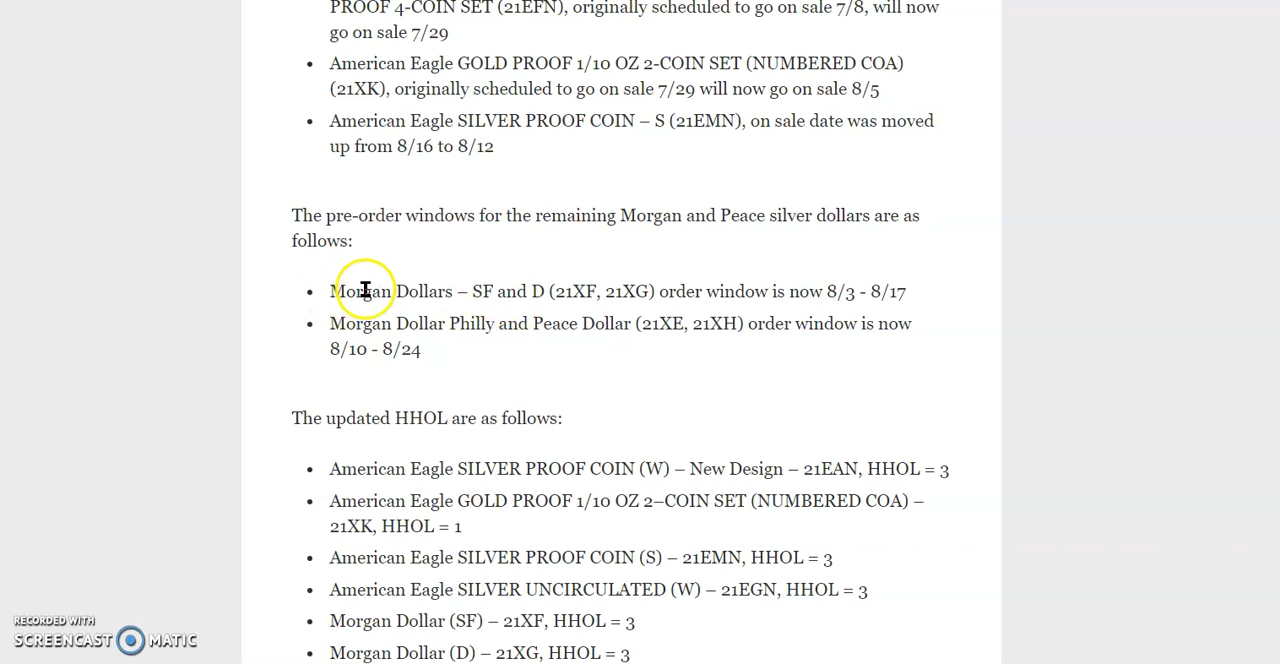 PROOF 4-COIN SET (21EFN), originally scheduled to go on sale 7/8, will now
go on sale 7/29
• American Eagle GOLD PROOF 1/10 OZ 2-COIN SET (NUMBERED COA)
(21XK), originally scheduled to go on sale 7/29 will now go on sale 8/5
• American Eagle SILVER PROOF COIN – S (21EMN), on sale date was moved
up from 8/16 to 8/12
The pre-order windows for the remaining Morgan and Peace silver dollars are as
follows:
• Morgan Dollars – SF and D (21XF, 21XG) order window is now 8/3 - 8/17
• Morgan Dollar Philly and Peace Dollar (21XE, 21XH) order window is now
8/10 - 8/24
The updated HHOL are as follows:
• American Eagle SILVER PROOF COIN (W) – New Design – 21EAN, HHOL = 3
• American Eagle GOLD PROOF 1/10 OZ 2–COIN SET (NUMBERED COA) –
21XK, HHOL = 1
• American Eagle SILVER PROOF COIN (S) – 21EMN, HHOL = 3
• American Eagle SILVER UNCIRCULATED (W) – 21EGN, HHOL = 3
• Morgan Dollar (SF) – 21XF, HHOL = 3
• Morgan Dollar (D) – 21XG, HHOL = 3
RECORDED WITH
SCREENCAST MATIC